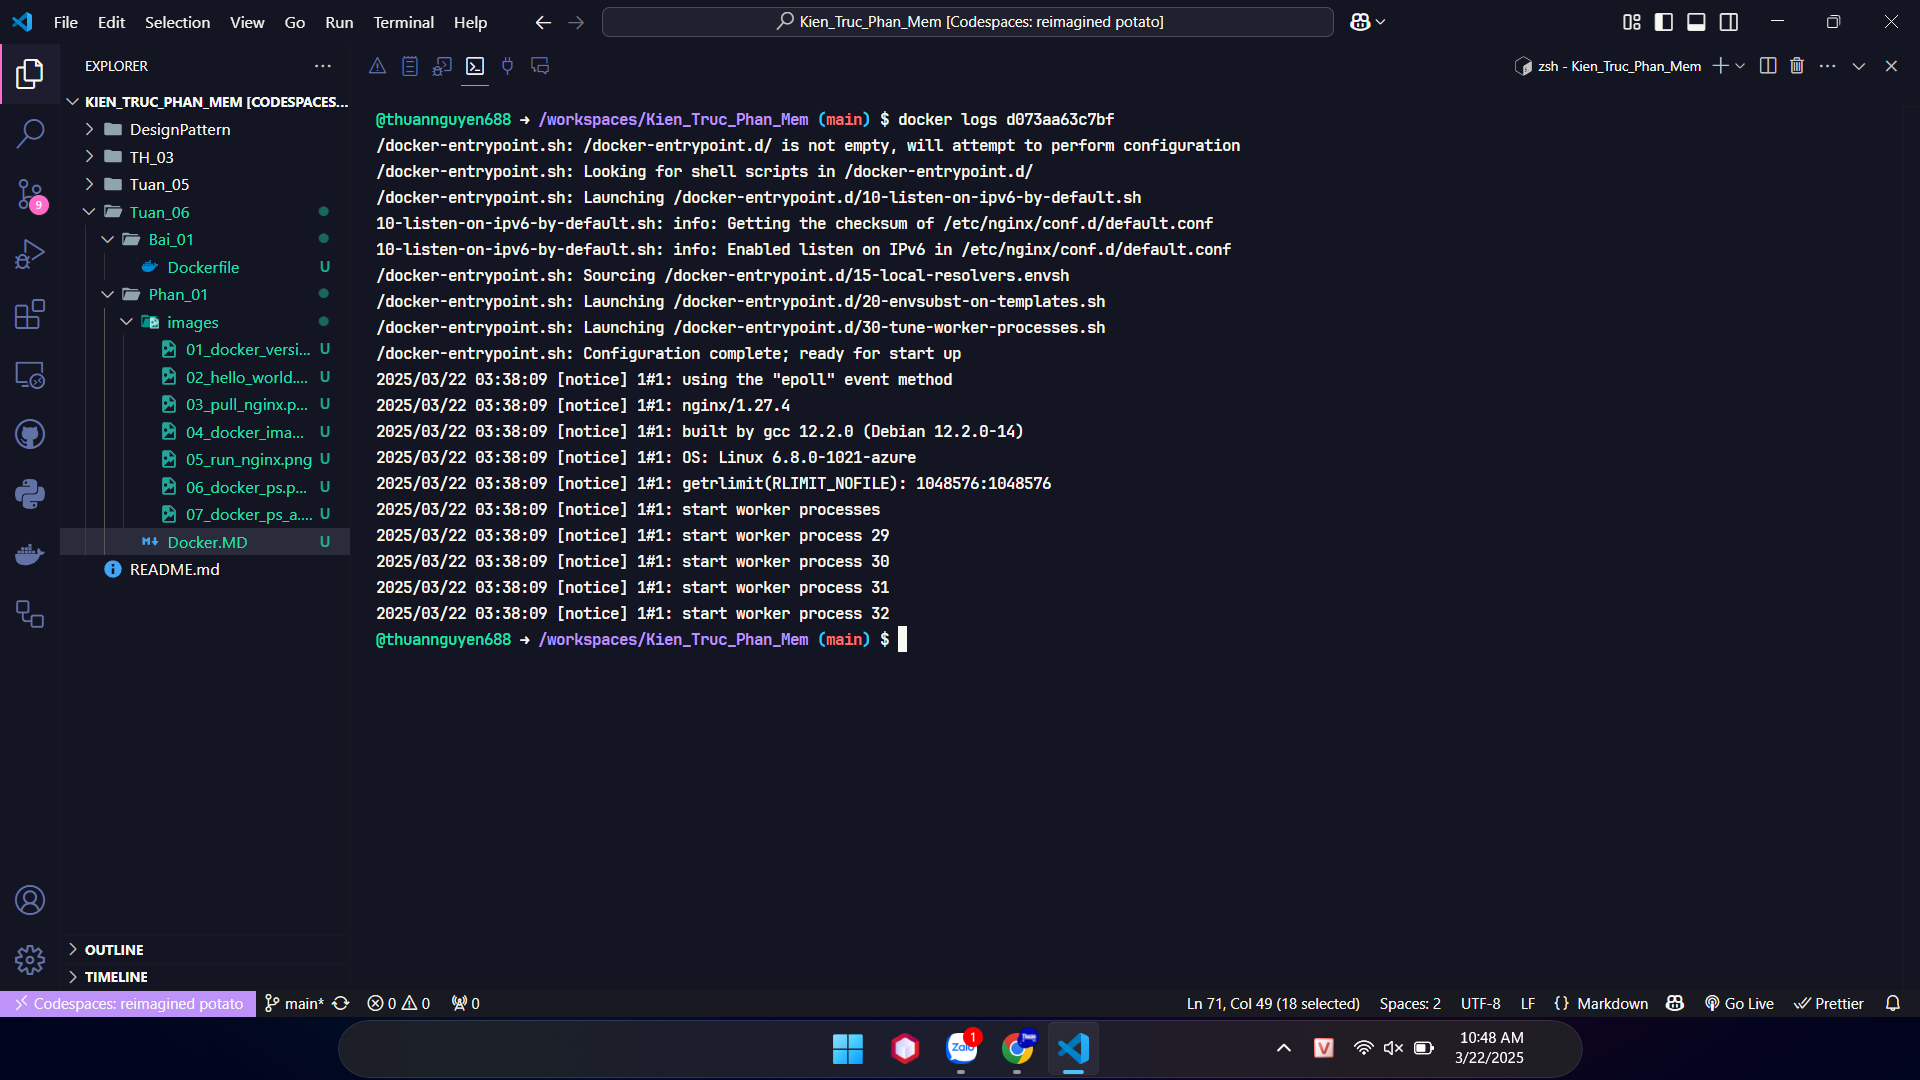 File Edit Selection View Go Run Terminal Help
Kien_Truc_Phan_Mem [Codespaces: reimagined potato]
EXPLORER
zsh - Kien_Truc_Phan_Mem
KIEN_TRUC_PHAN_MEM [CODESPACES...
DesignPattern
TH_03
Tuan_05
Tuan_06
Bai_01
Dockerfile U
Phan_01
images
01_docker_versi... U
02_hello_world.... U
03_pull_nginx.p... U
04_docker_ima... U
05_run_nginx.png U
06_docker_ps.p... U
07_docker_ps_a.... U
Docker.MD U
README.md
9
@thuannguyen688 → /workspaces/Kien_Truc_Phan_Mem (main) $ docker logs d073aa63c7bf
/docker-entrypoint.sh: /docker-entrypoint.d/ is not empty, will attempt to perform configuration
/docker-entrypoint.sh: Looking for shell scripts in /docker-entrypoint.d/
/docker-entrypoint.sh: Launching /docker-entrypoint.d/10-listen-on-ipv6-by-default.sh
10-listen-on-ipv6-by-default.sh: info: Getting the checksum of /etc/nginx/conf.d/default.conf
10-listen-on-ipv6-by-default.sh: info: Enabled listen on IPv6 in /etc/nginx/conf.d/default.conf
/docker-entrypoint.sh: Sourcing /docker-entrypoint.d/15-local-resolvers.envsh
/docker-entrypoint.sh: Launching /docker-entrypoint.d/20-envsubst-on-templates.sh
/docker-entrypoint.sh: Launching /docker-entrypoint.d/30-tune-worker-processes.sh
/docker-entrypoint.sh: Configuration complete; ready for start up
2025/03/22 03:38:09 [notice] 1#1: using the "epoll" event method
2025/03/22 03:38:09 [notice] 1#1: nginx/1.27.4
2025/03/22 03:38:09 [notice] 1#1: built by gcc 12.2.0 (Debian 12.2.0-14)
2025/03/22 03:38:09 [notice] 1#1: OS: Linux 6.8.0-1021-azure
2025/03/22 03:38:09 [notice] 1#1: getrlimit(RLIMIT_NOFILE): 1048576:1048576
2025/03/22 03:38:09 [notice] 1#1: start worker processes
2025/03/22 03:38:09 [notice] 1#1: start worker process 29
2025/03/22 03:38:09 [notice] 1#1: start worker process 30
2025/03/22 03:38:09 [notice] 1#1: start worker process 31
2025/03/22 03:38:09 [notice] 1#1: start worker process 32
@thuannguyen688 → /workspaces/Kien_Truc_Phan_Mem (main) $
OUTLINE
TIMELINE
Codespaces: reimagined potato main* 0 0 0
Ln 71, Col 49 (18 selected) Spaces: 2 UTF-8 LF {} Markdown Go Live Prettier
Zalo 1
V
10:48 AM
3/22/2025